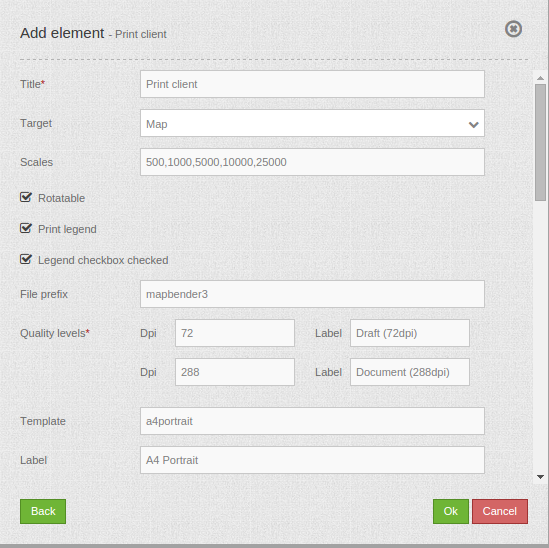 Add element - Print client
Title* Print client
Target Map
Scales 500,1000,5000,10000,25000
Rotatable
Print legend
Legend checkbox checked
File prefix mapbender3
Quality levels* Dpi 72 Label Draft (72dpi)
Dpi 288 Label Document (288dpi)
Template a4portrait
Label A4 Portrait
Back Ok Cancel